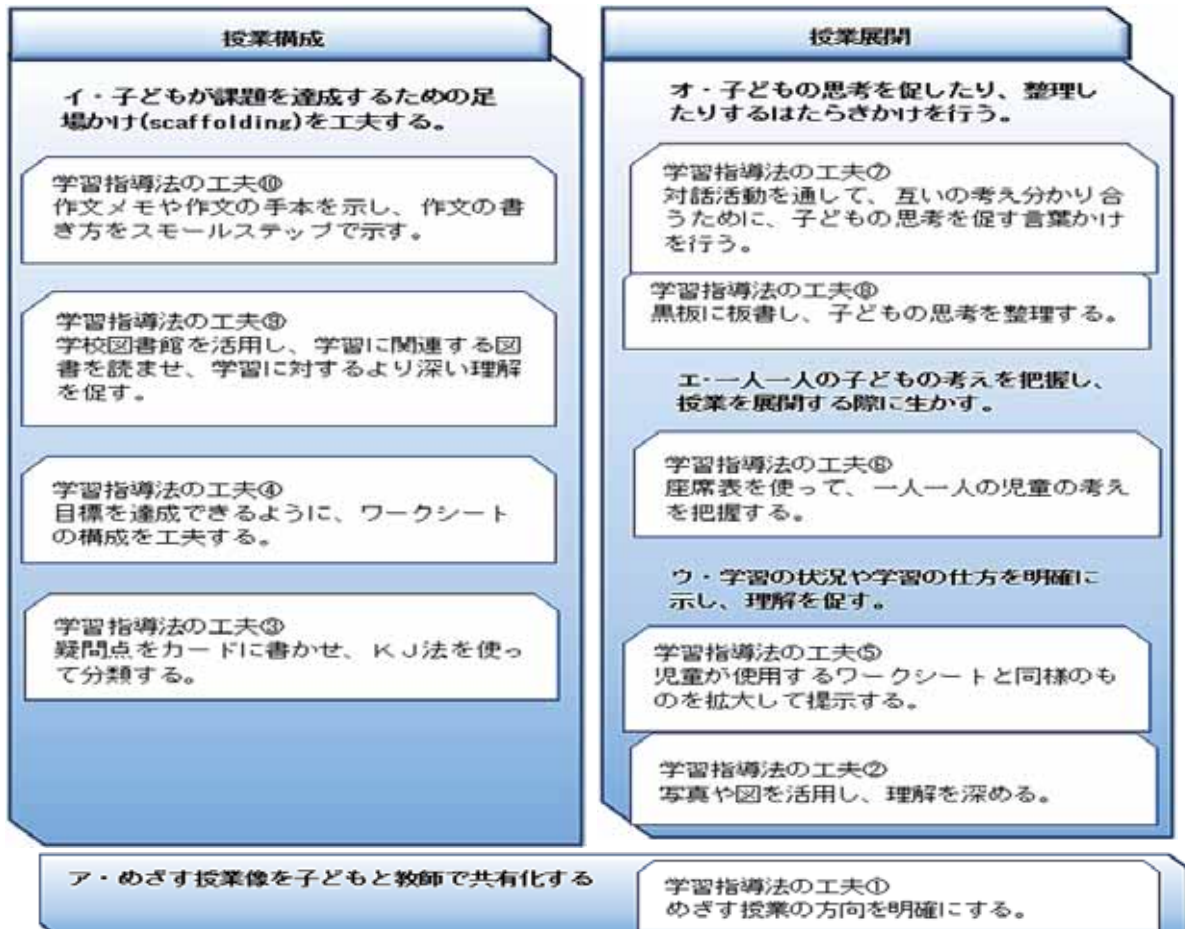 授業構成
イ・子どもが課題を達成するための足
場かけ(scaffolding)を工夫する。
学習指導法の工夫⑩
作文メモや作文の手本を示し、作文の書
き方をスモールステップで示す。
学習指導法の工夫⑨
学校図書館を活用し、学習に関連する図
書を読ませ、学習に対するより深い理解
を促す。
学習指導法の工夫④
目標を達成できるように、ワークシート
の構成を工夫する。
学習指導法の工夫③
疑問点をカードに書かせ、KJ法を使っ
て分類する。
授業展開
オ・子どもの思考を促したり、整理し
たりするはたらきかけを行う。
学習指導法の工夫⑦
対話活動を通して、互いの考え分かり合
うために、子どもの思考を促す言葉かけ
を行う。
学習指導法の工夫⑧
黒板に板書し、子どもの思考を整理する。
エ・一人一人の子どもの考えを把握し、
授業を展開する際に生かす。
学習指導法の工夫⑥
座席表を使って、一人一人の児童の考え
を把握する。
ウ・学習の状況や学習の仕方を明確に
示し、理解を促す。
学習指導法の工夫⑤
児童が使用するワークシートと同様のも
のを拡大して提示する。
学習指導法の工夫②
写真や図を活用し、理解を深める。
ア・めざす授業像を子どもと教師で共有化する
学習指導法の工夫①
めざす授業の方向を明確にする。